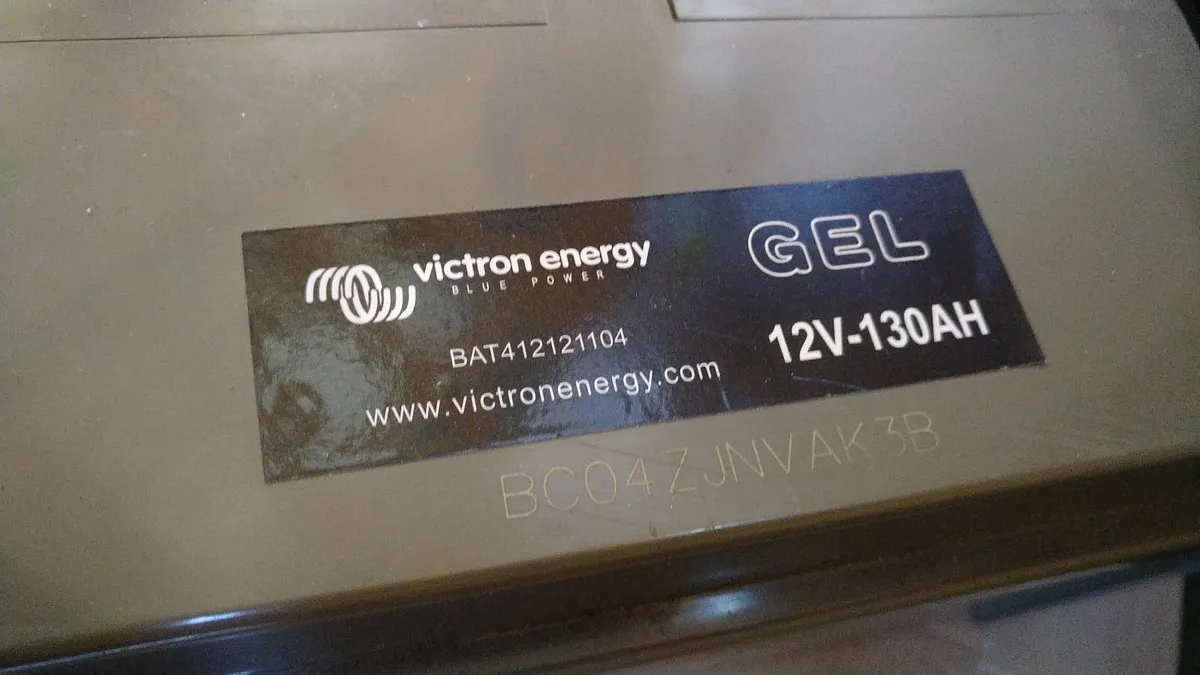 victron energy
BLUE POWER
GEL
BAT412121104
12V-130AH
www.victronenergy.com
BC04ZJNVAK3B